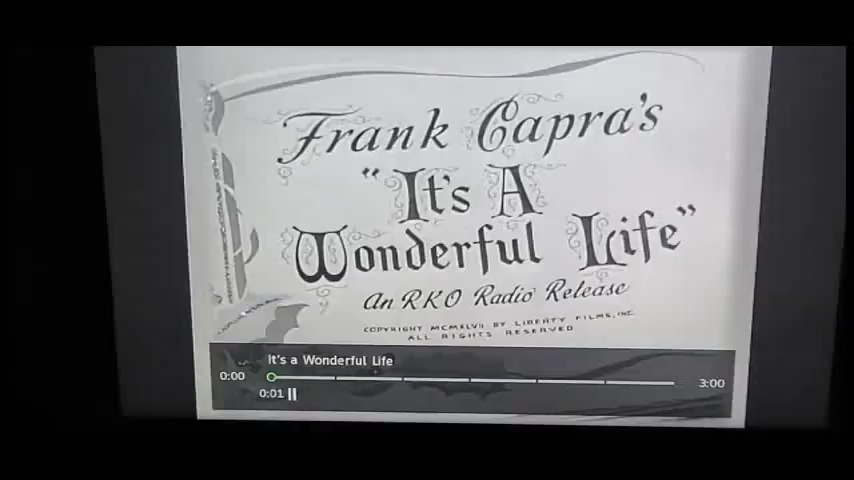 Frank Capra's
"It's A
Wonderful Life"
An RKO Radio Release
COPYRIGHT MCMXLVII BY LIBERTY FILMS, INC.
ALL RIGHTS RESERVED
It's a Wonderful Life
0:00
3:00
0:01